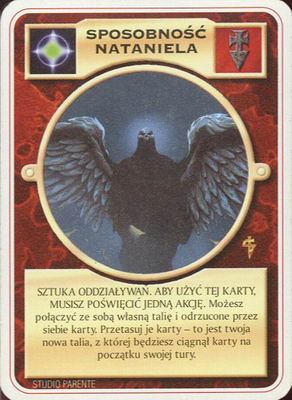 SPOSOBNOŚĆ
NATANIELA
SZTUKA ODDZIAŁYWAN. ABY UŻYĆ TEJ KARTY,
MUSISZ POŚWIĘCIĆ JEDNĄ AKCJĘ. Możesz
połączyć ze sobą własną talię i odrzucone przez
siebie karty. Przetasuj je karty – to jest twoja
nowa talia, z której będziesz ciągnął karty na
początku swojej tury.
STUDIO PARENTE